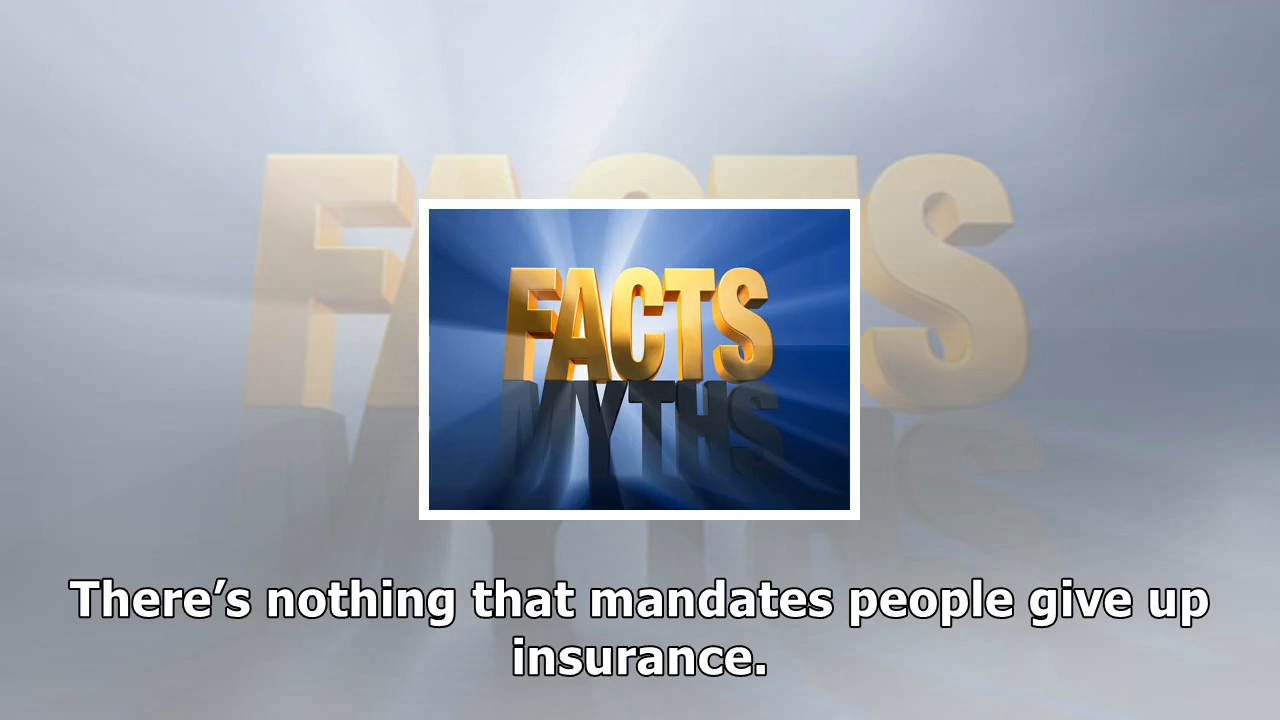 FACTS
MYTHS
There’s nothing that mandates people give up
insurance.